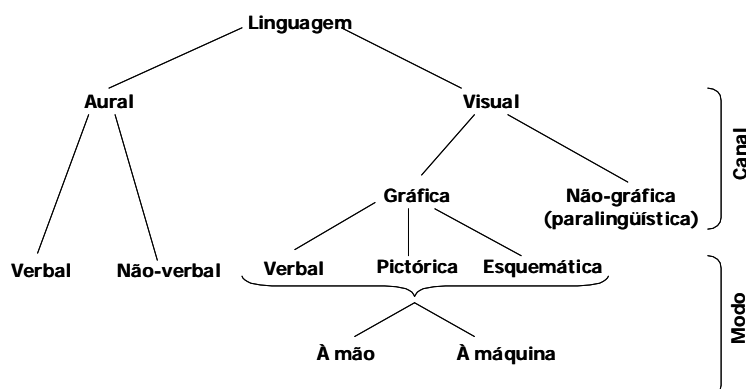 Linguagem
Aural
Visual
Canal
Gráfica
Não-gráfica
(paralingüística)
Verbal
Não-verbal
Verbal
Pictórica
Esquemática
Modo
À mão
À máquina